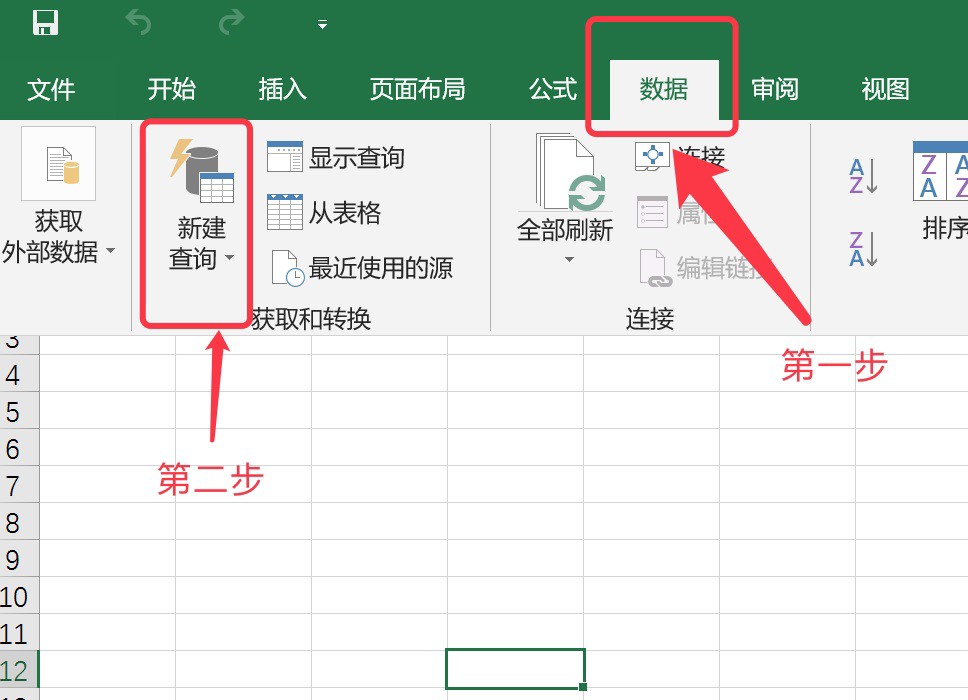 文件 开始 插入 页面布局 公式 数据 审阅 视图
获取
外部数据
新建
查询
显示查询
从表格
最近使用的源
获取和转换
全部刷新
连接
编辑链
连接
A
Z
Z
A
Z A
A Z
排序
第一步
第二步
3
4
5
6
7
8
9
10
11
12